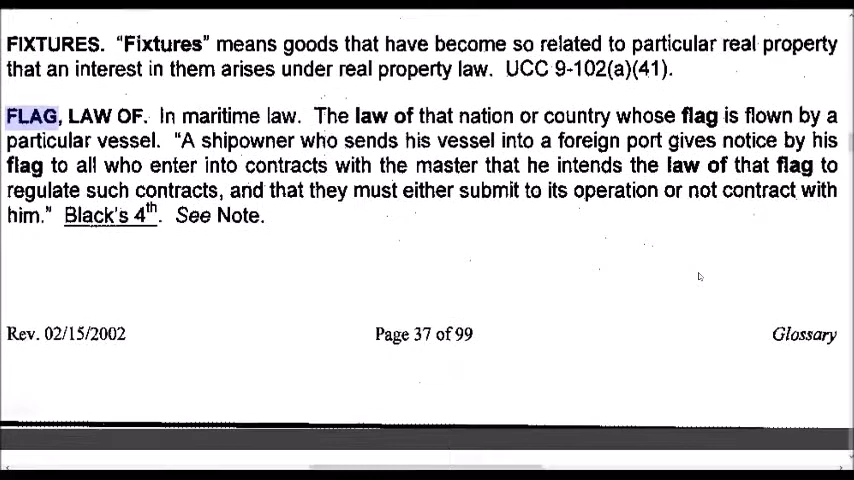 FIXTURES. "Fixtures" means goods that have become so related to particular real property
that an interest in them arises under real property law. UCC 9-102(a)(41).
FLAG, LAW OF. In maritime law. The law of that nation or country whose flag is flown by a
particular vessel. "A shipowner who sends his vessel into a foreign port gives notice by his
flag to all who enter into contracts with the master that he intends the law of that flag to
regulate such contracts, and that they must either submit to its operation or not contract with
him." Black's 4th. See Note.
Rev. 02/15/2002 Page 37 of 99 Glossary